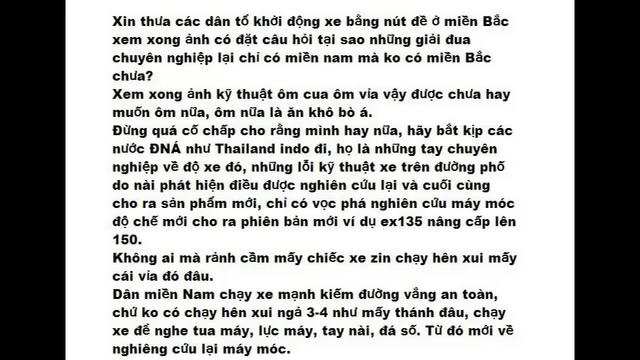 Xin thưa các dân tổ khởi động xe bằng nút đề ở miền Bắc
xem xong ảnh có đặt câu hỏi tại sao những giải đua
chuyên nghiệp lại chỉ có miền nam mà ko có miền Bắc
chưa?
Xem xong ảnh kỹ thuật ôm cua ôm vỉa vậy được chưa hay
muốn ôm nữa, ôm nữa là ăn khô bò á.
Đừng quá cố chấp cho rằng mình hay nữa, hãy bắt kịp các
nước ĐNÁ như Thailand indo đi, họ là những tay chuyên
nghiệp về độ xe đó, những lỗi kỹ thuật xe trên đường phố
do nài phát hiện điều được nghiên cứu lại và cuối cùng
cho ra sản phẩm mới, chỉ có vọc phá nghiên cứu máy móc
độ chế mới cho ra phiên bản mới ví dụ ex135 nâng cấp lên
150.
Không ai mà rảnh cầm mấy chiếc xe zin chạy hên xui mấy
cái vỉa đó đâu.
Dân miền Nam chạy xe mạnh kiếm đường vắng an toàn,
chứ ko có chạy hên xui ngả 3-4 như mấy thánh đâu, chạy
xe để nghe tua máy, lực máy, tay nài, đá số. Từ đó mới về
nghiêng cứu lại máy móc.